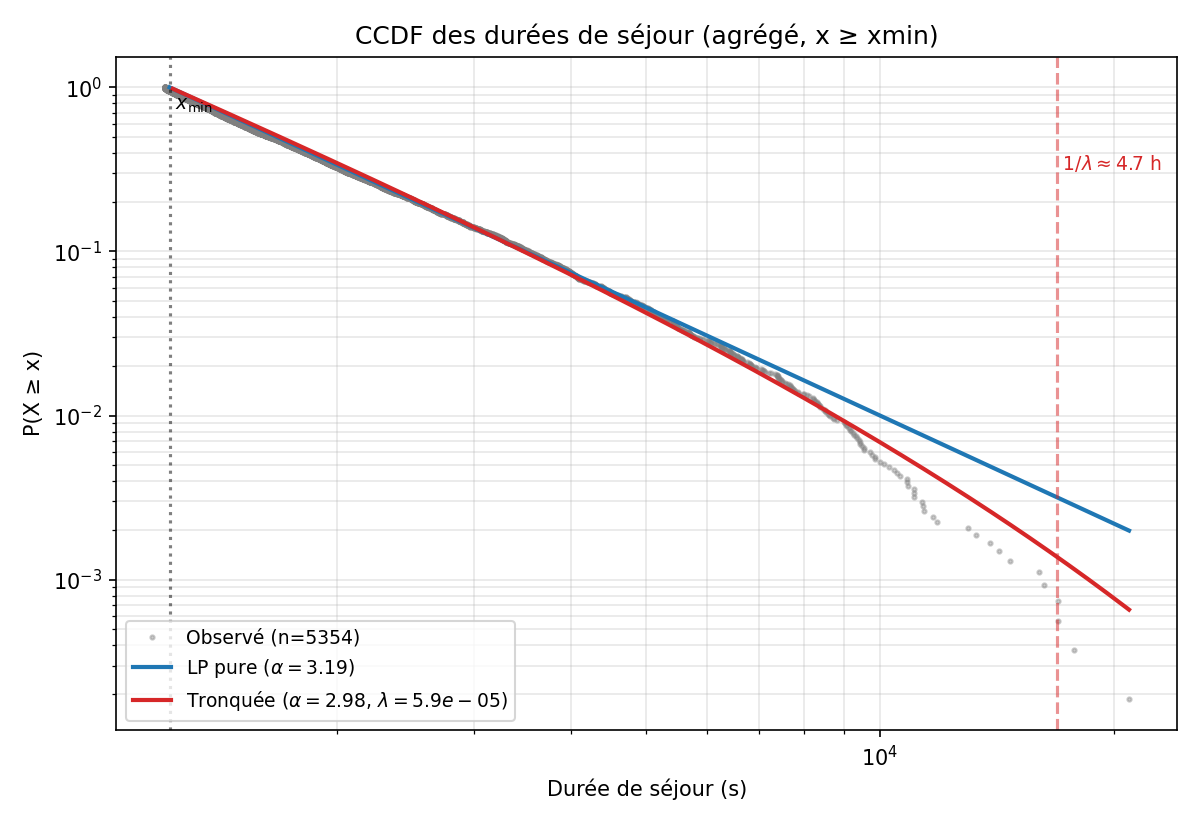 CCDF des durées de séjour (agrégé, x ≥ xmin)
10⁰
10⁻¹
10⁻²
10⁻³
P(X ≥ x)
xmin
1/λ ≈ 4.7 h
Observé (n=5354)
LP pure (α = 3.19)
Tronquée (α = 2.98, λ = 5.9e − 05)
10⁴
Durée de séjour (s)